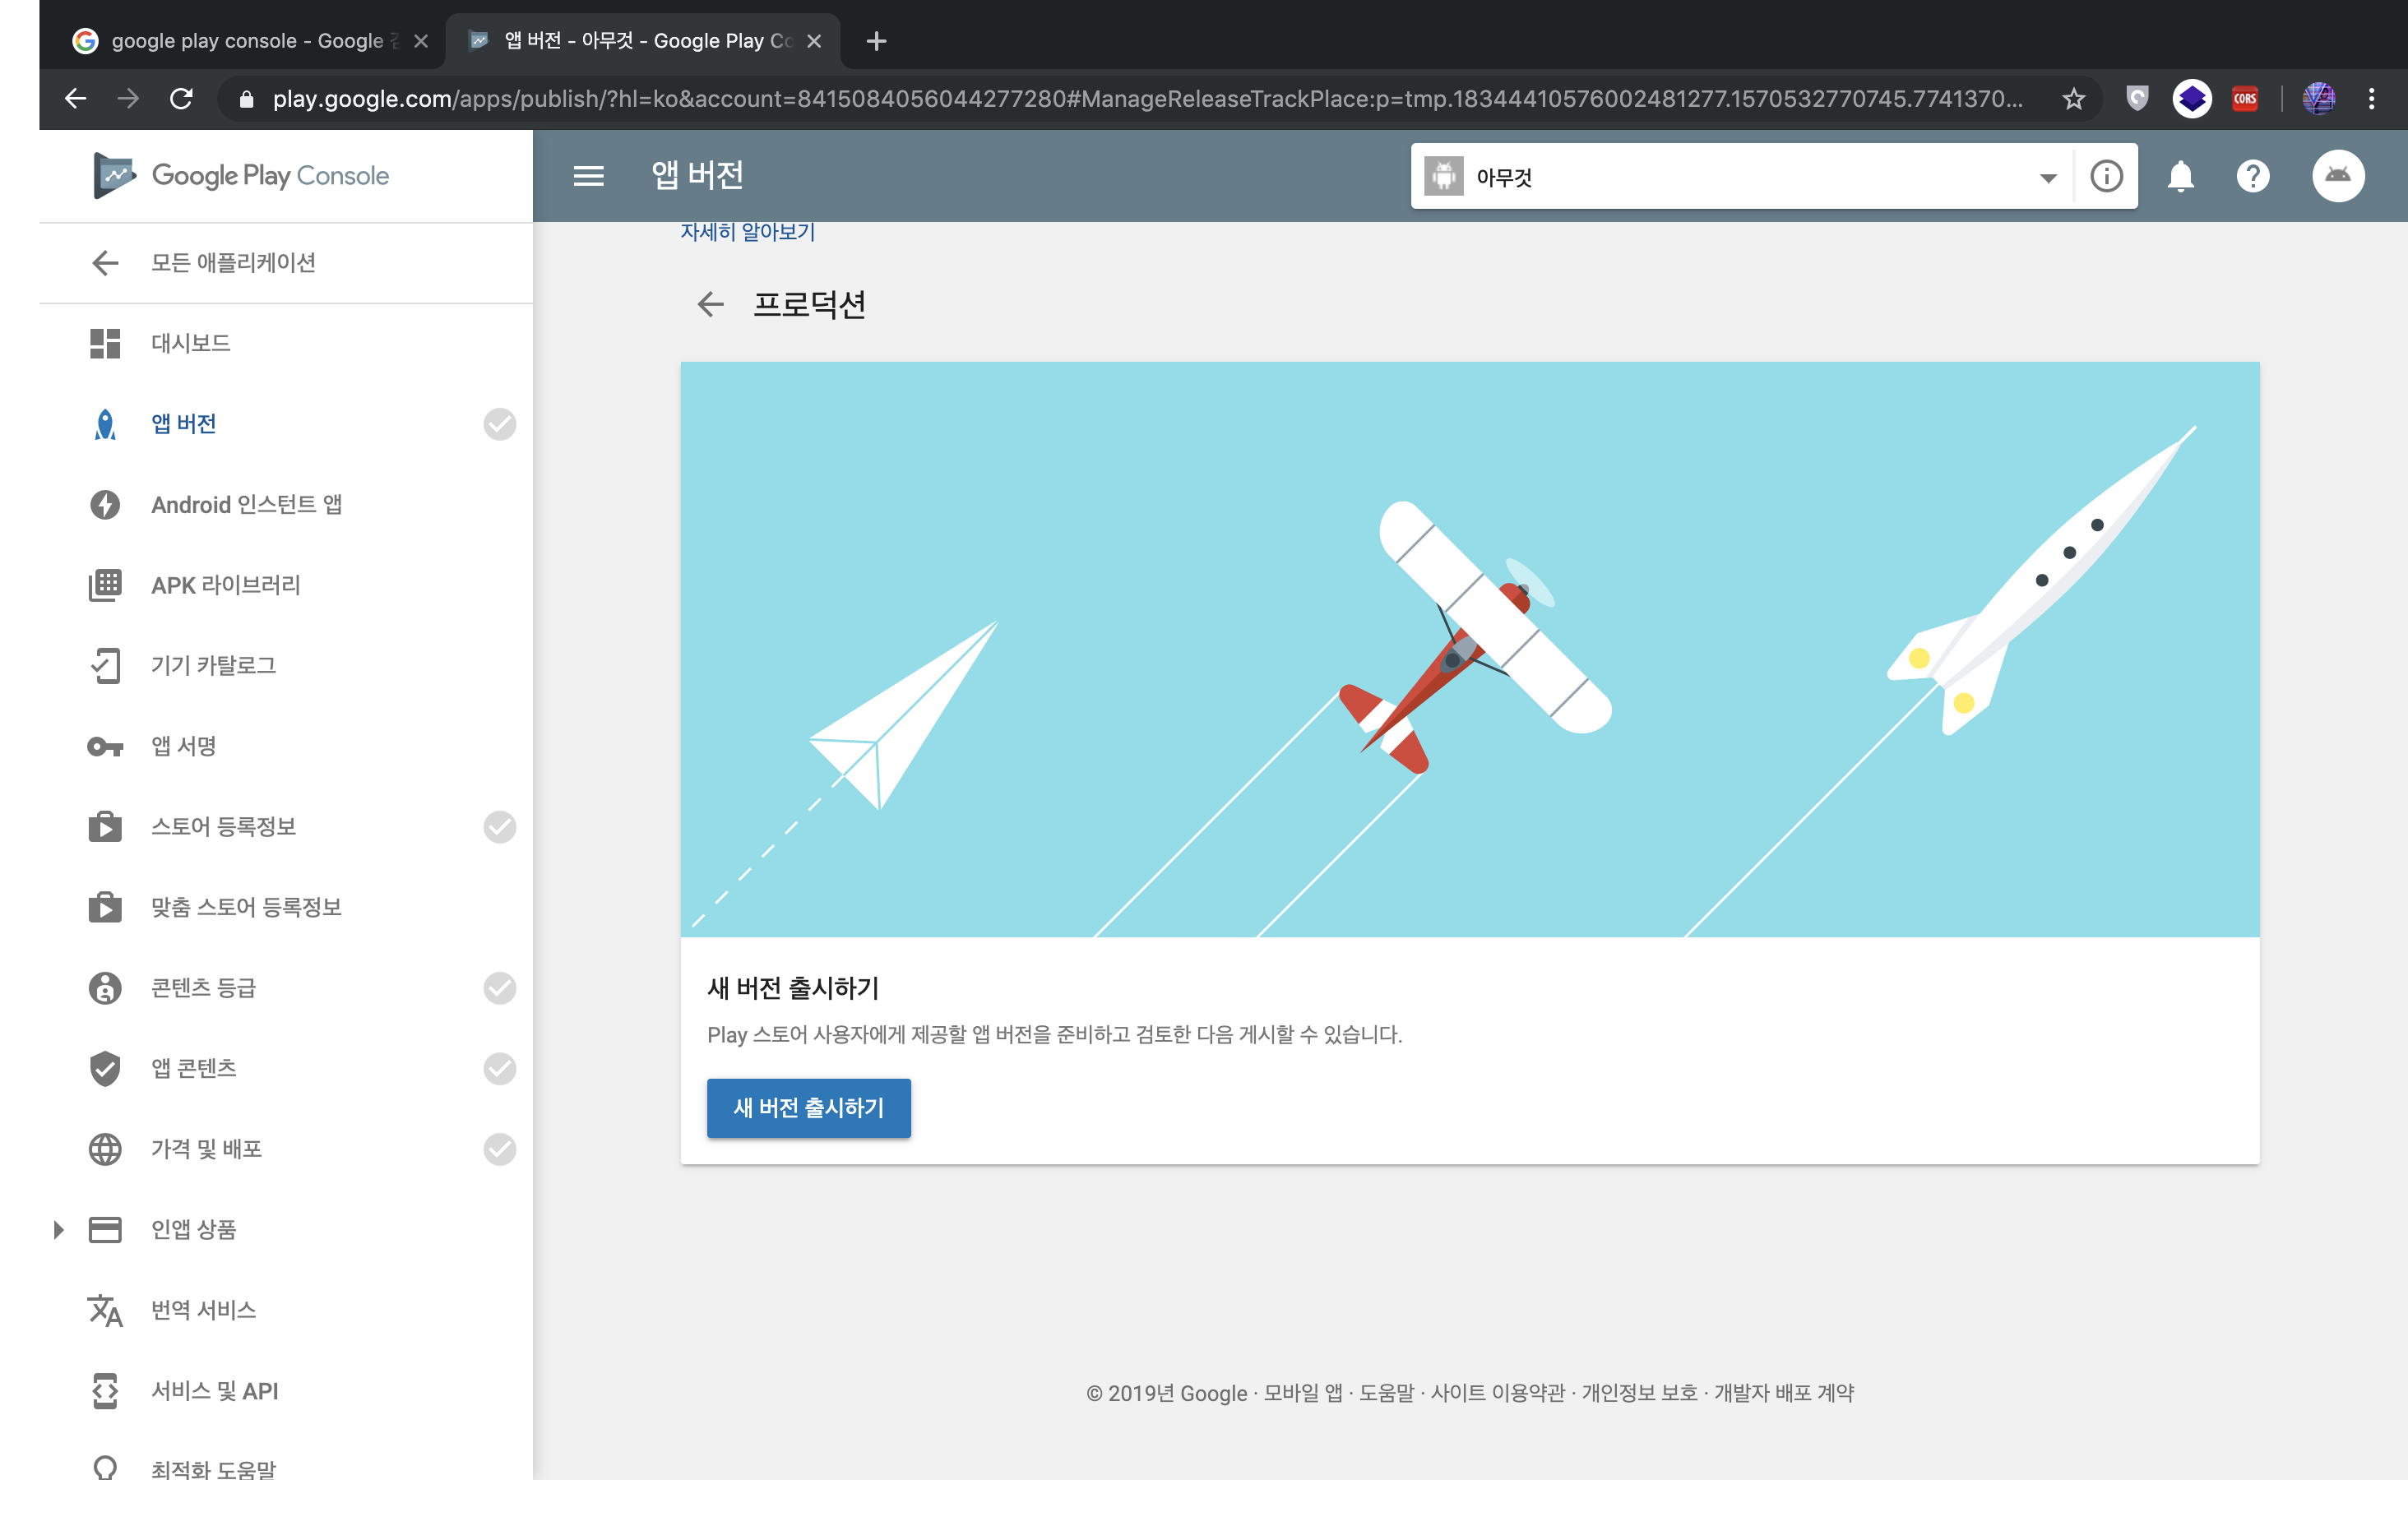 google play console - Google
앱 버전 - 아무것 - Google Play Co
play.google.com/apps/publish/?hl=ko&account=8415084056044277280#ManageReleaseTrackPlace:p=tmp.18344410576002481277.1570532770745.7741370...
CORS
Google Play Console
앱 버전
아무것
자세히 알아보기
모든 애플리케이션
프로덕션
대시보드
앱 버전
Android 인스턴트 앱
APK 라이브러리
기기 카탈로그
앱 서명
스토어 등록정보
맞춤 스토어 등록정보
콘텐츠 등급
앱 콘텐츠
가격 및 배포
인앱 상품
번역 서비스
서비스 및 API
최적화 도움말
새 버전 출시하기
Play 스토어 사용자에게 제공할 앱 버전을 준비하고 검토한 다음 게시할 수 있습니다.
새 버전 출시하기
© 2019년 Google · 모바일 앱 · 도움말 · 사이트 이용약관 · 개인정보 보호 · 개발자 배포 계약